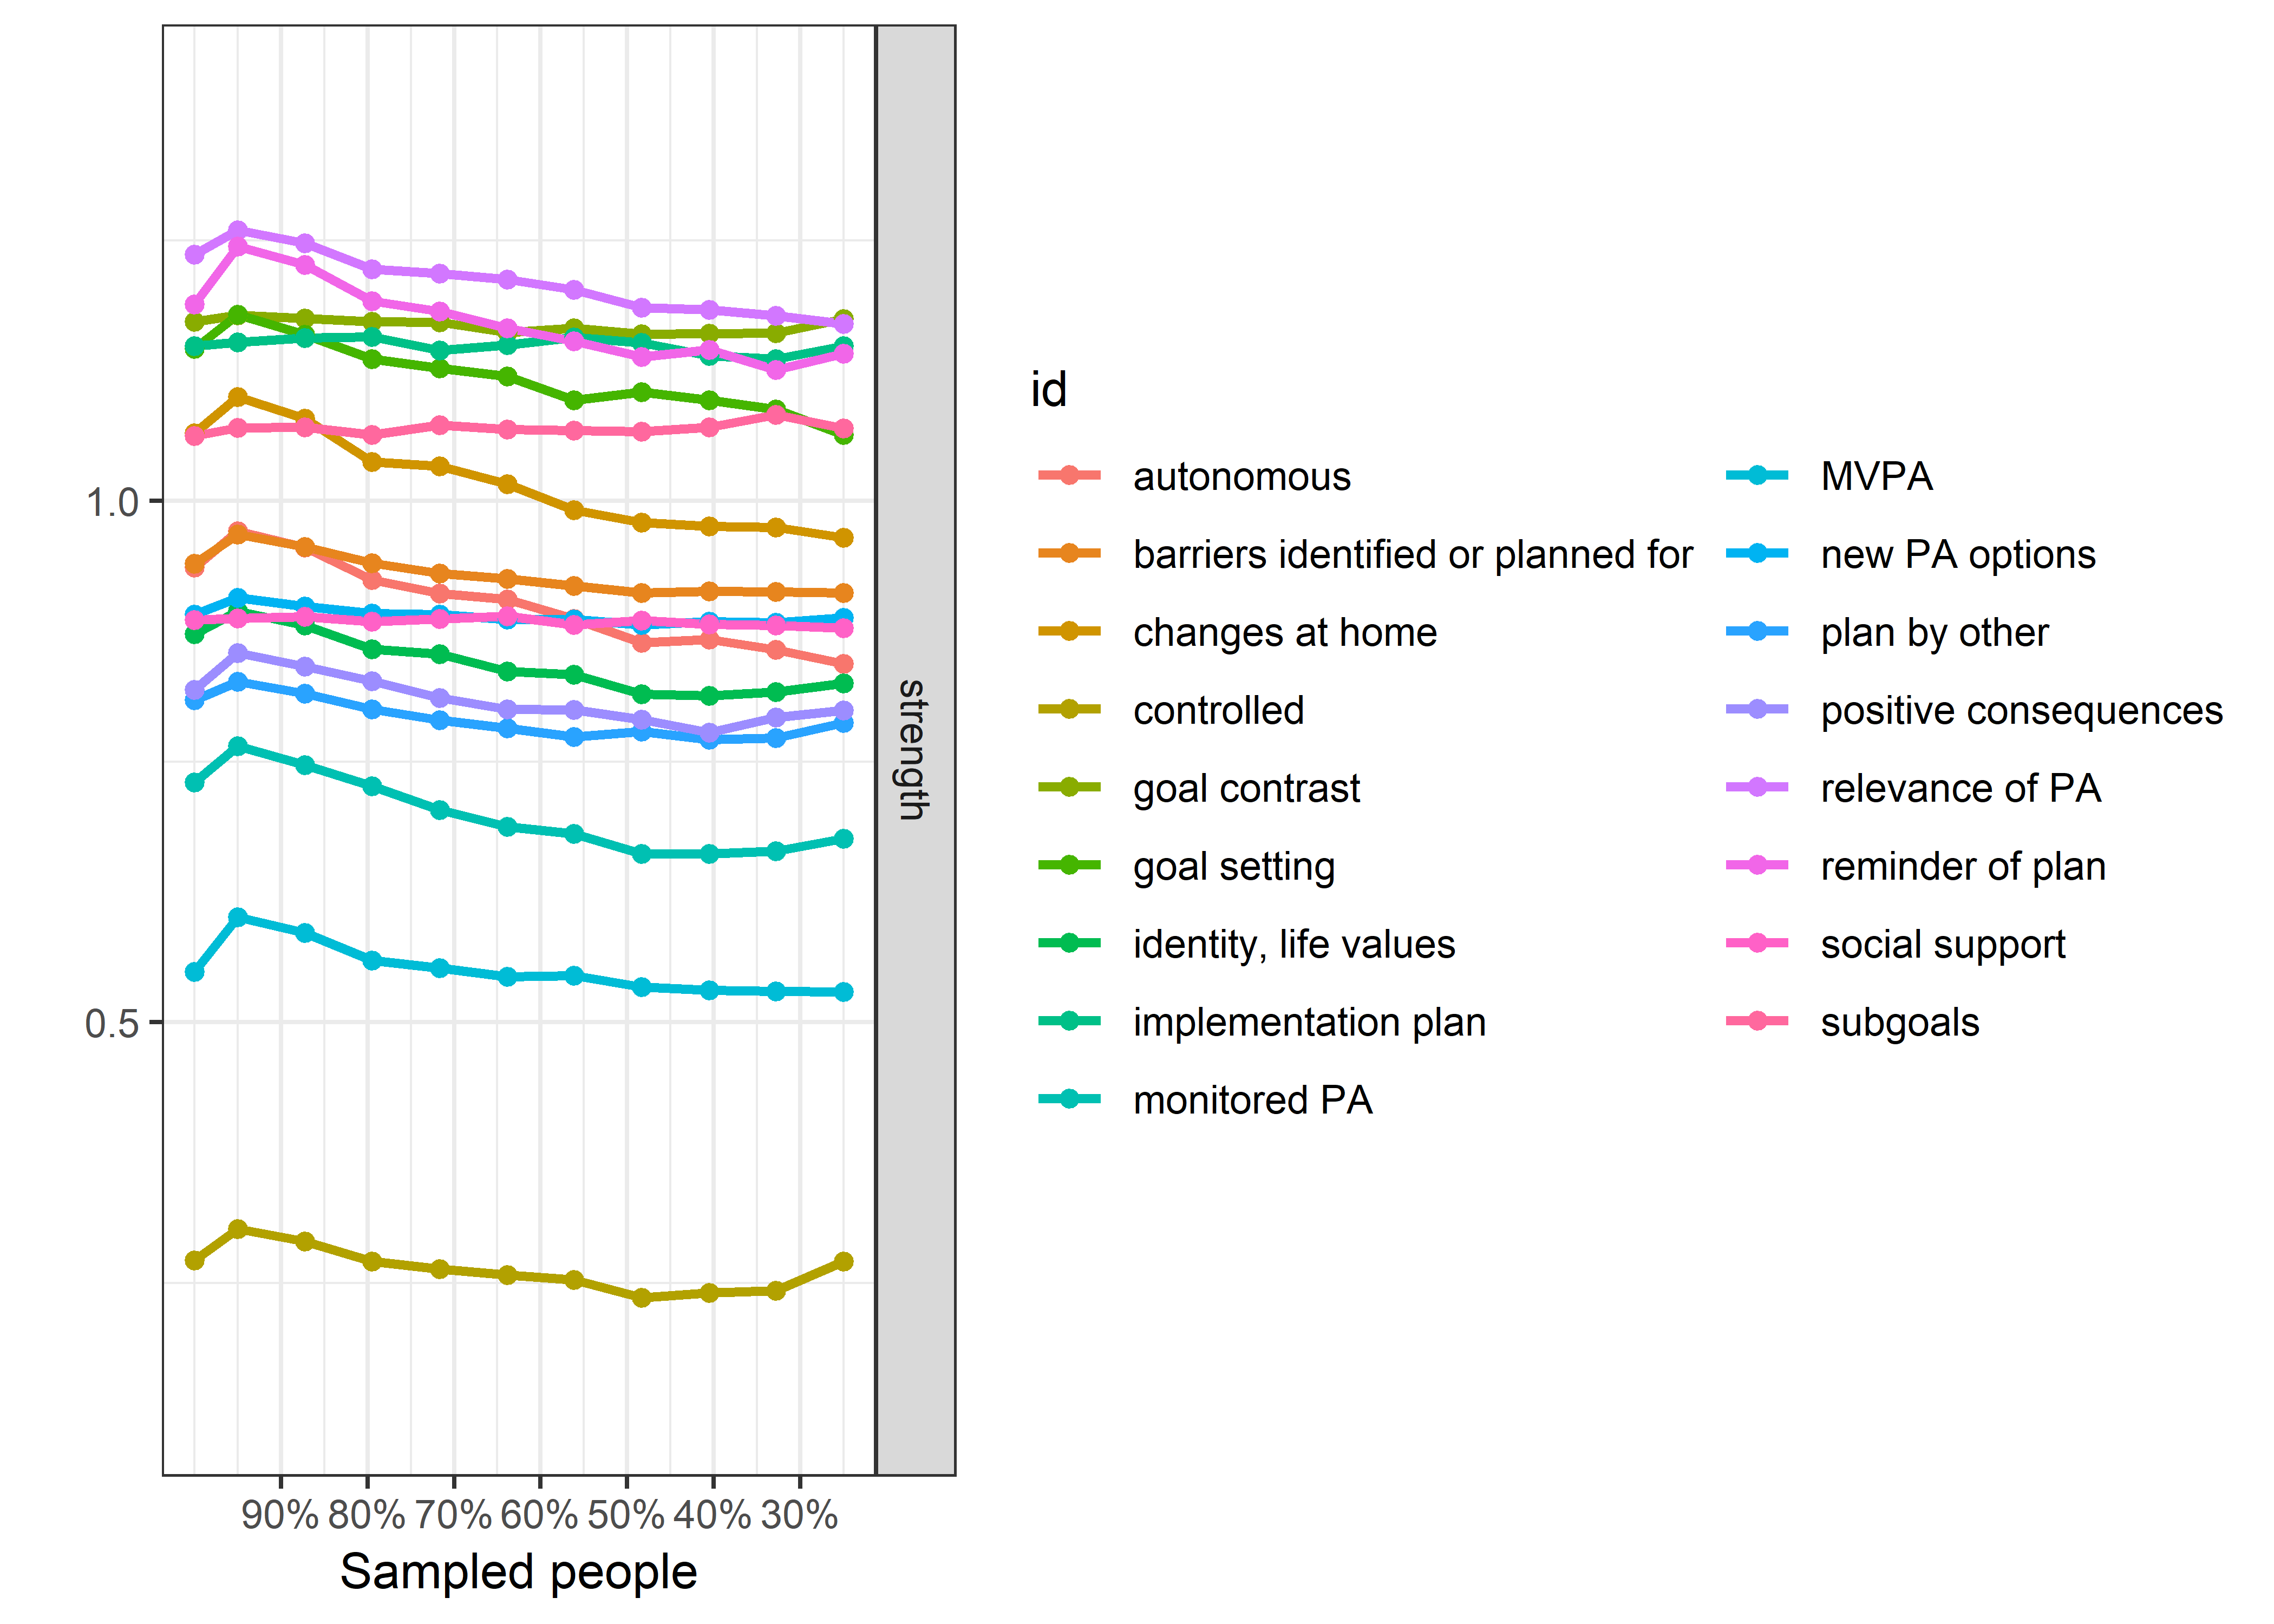 1.0
0.5
strength
90% 80% 70% 60% 50% 40% 30%
Sampled people
id
autonomous
barriers identified or planned for
changes at home
controlled
goal contrast
goal setting
identity, life values
implementation plan
monitored PA
MVPA
new PA options
plan by other
positive consequences
relevance of PA
reminder of plan
social support
subgoals